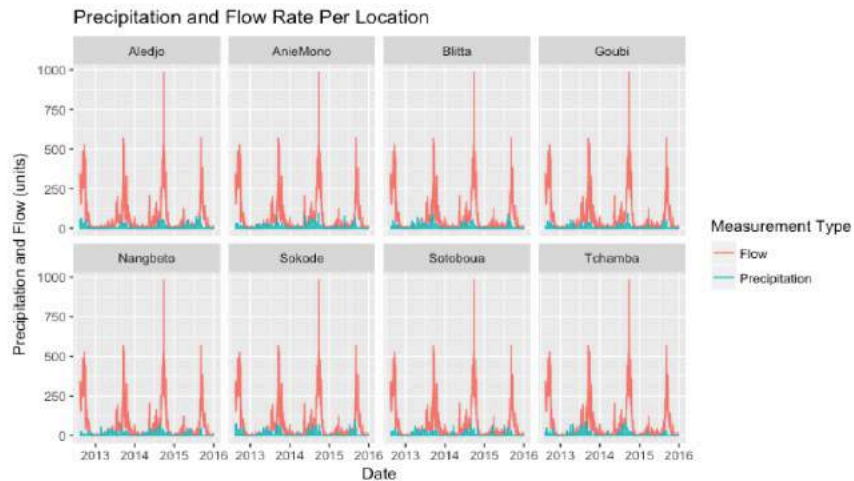 Precipitation and Flow Rate Per Location
Aledjo AnieMono Blitta Goubi
1000
750
500
250
0
Nangbeto Sokode Sotoboua Tchamba
1000
750
500
250
0
2013 2014 2015 2016 2013 2014 2015 2016 2013 2014 2015 2016 2013 2014 2015 2016
Date
Precipitation and Flow (units)
Measurement Type
Flow
Precipitation